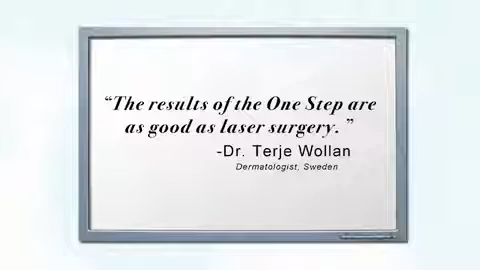 “The results of the One Step are
as good as laser surgery.”
-Dr. Terje Wollan
Dermatologist, Sweden